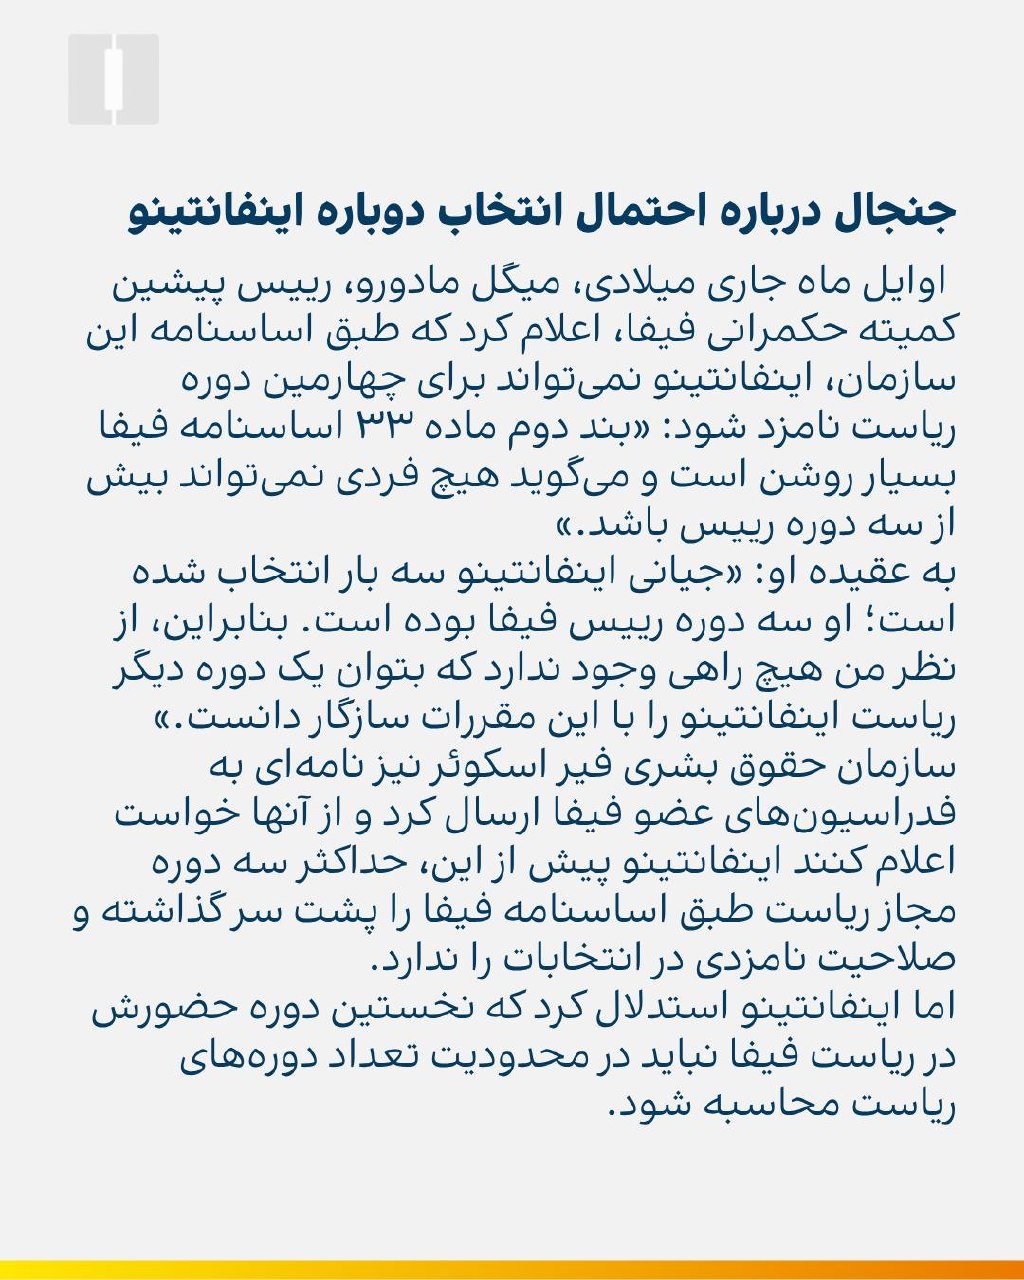 جنجال درباره احتمال انتخاب دوباره اینفانتینو
اوایل ماه جاری میلادی، میگل مادورو، رییس پیشین
کمیته حکمرانی فیفا، اعلام کرد که طبق اساسنامه این
سازمان، اینفانتینو نمی‌تواند برای چهارمین دوره
ریاست نامزد شود: «بند دوم ماده ۳۳ اساسنامه فیفا
بسیار روشن است و می‌گوید هیچ فردی نمی‌تواند بیش
از سه دوره رییس باشد.»
به عقیده او: «جیانی اینفانتینو سه بار انتخاب شده
است؛ او سه دوره رییس فیفا بوده است. بنابراین، از
نظر من هیچ راهی وجود ندارد که بتوان یک دوره دیگر
ریاست اینفانتینو را با این مقررات سازگار دانست.»
سازمان حقوق بشری فیر اسکوئر نیز نامه‌ای به
فدراسیون‌های عضو فیفا ارسال کرد و از آنها خواست
اعلام کنند اینفانتینو پیش از این، حداکثر سه دوره
مجاز ریاست طبق اساسنامه فیفا را پشت سر گذاشته و
صلاحیت نامزدی در انتخابات را ندارد.
اما اینفانتینو استدلال کرد که نخستین دوره حضورش
در ریاست فیفا نباید در محدودیت تعداد دوره‌های
ریاست محاسبه شود.